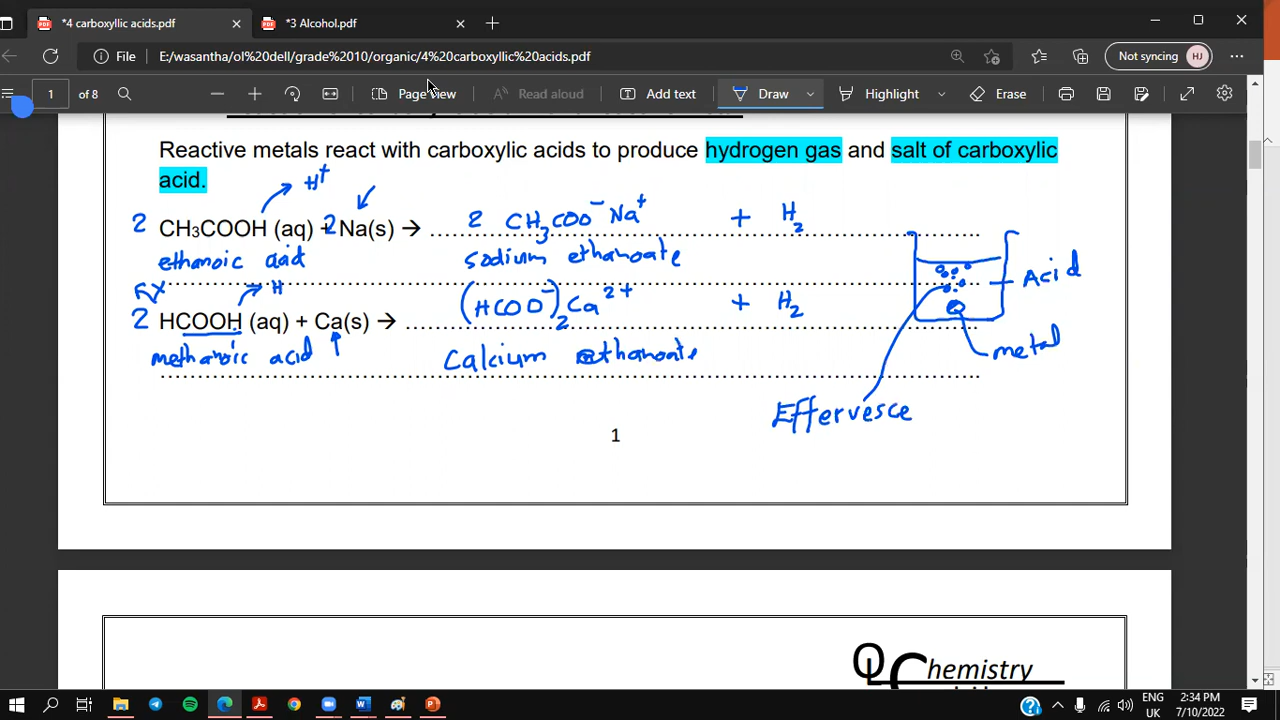 *4 carboxyllic acids.pdf
*3 Alcohol.pdf
File E:/wasantha/ol%20dell/grade%2010/organic/4%20carboxyllic%20acids.pdf
Not syncing HJ
1 of 8
Page view
Read aloud
Add text
Draw
Highlight
Erase
Reactive metals react with carboxylic acids to produce hydrogen gas and salt of carboxylic
acid.
H⁺
2 CH₃COOH (aq) + 2 Na(s) → 2 CH₃COO⁻ Na⁺ + H₂
ethanoic acid sodium ethanoate
H
2 HCOOH (aq) + Ca(s) → (HCOO⁻)₂ Ca²⁺ + H₂
Acid
methanoic acid
metal
Effervesce
1
Chemistry
ENG
UK
2:34 PM
7/10/2022